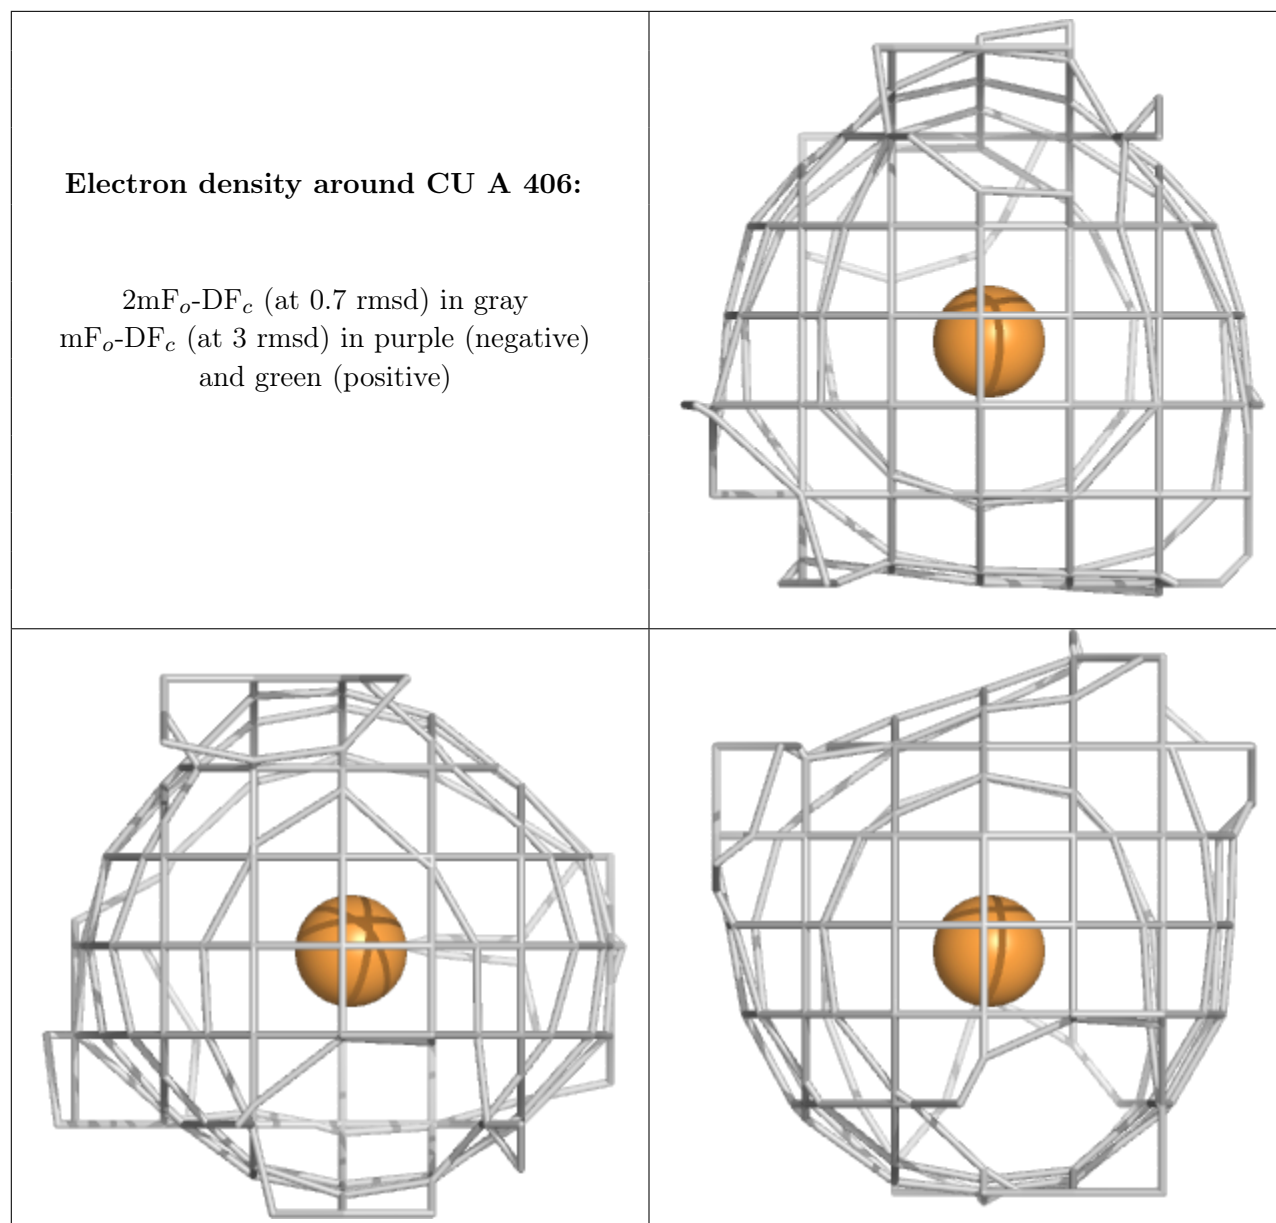 Electron density around CU A 406:
2mFo-DFc (at 0.7 rmsd) in gray
mFo-DFc (at 3 rmsd) in purple (negative)
and green (positive)